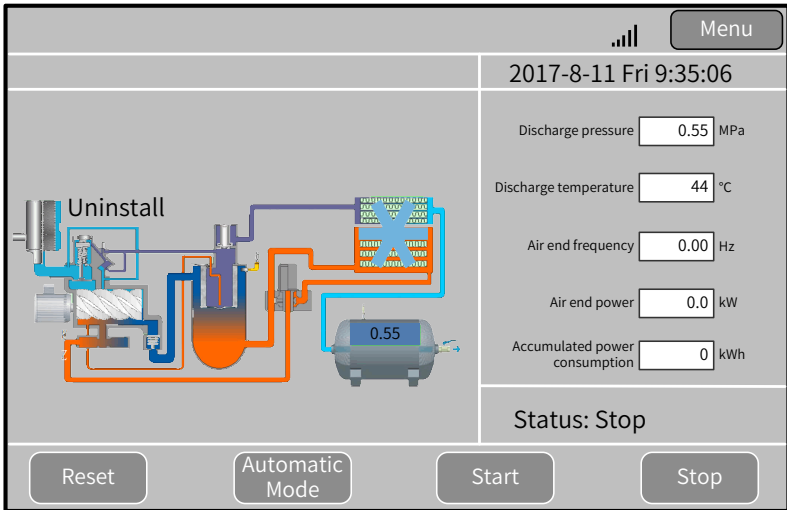 Menu
2017-8-11 Fri 9:35:06
Uninstall
0.55
Discharge pressure 0.55 MPa
Discharge temperature 44 °C
Air end frequency 0.00 Hz
Air end power 0.0 kW
Accumulated power
consumption 0 kWh
Status: Stop
Reset
Automatic
Mode
Start
Stop